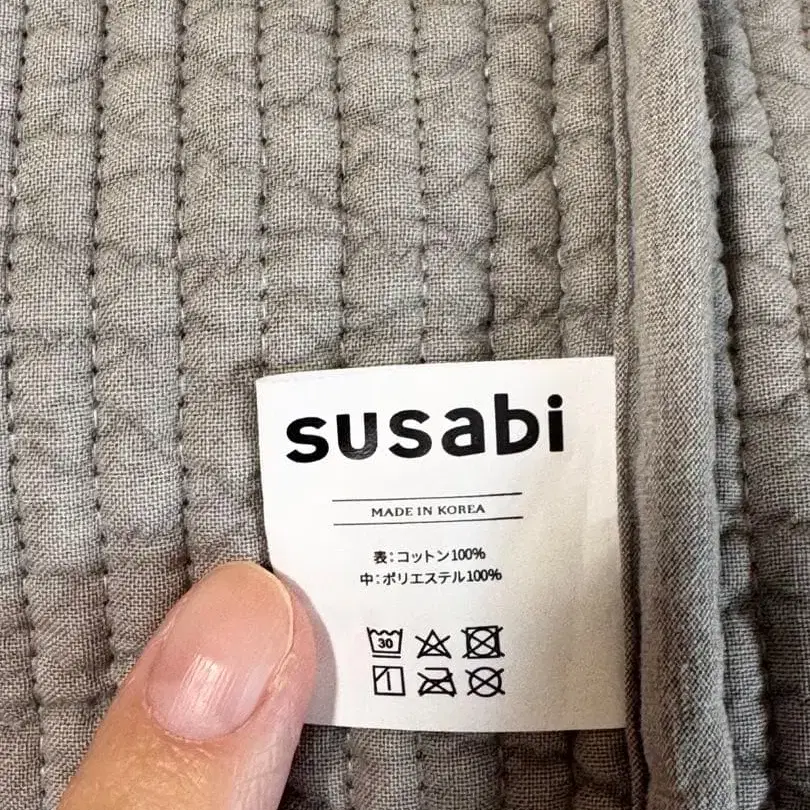 susabi
MADE IN KOREA
表:コットン100%
中:ポリエステル100%
30